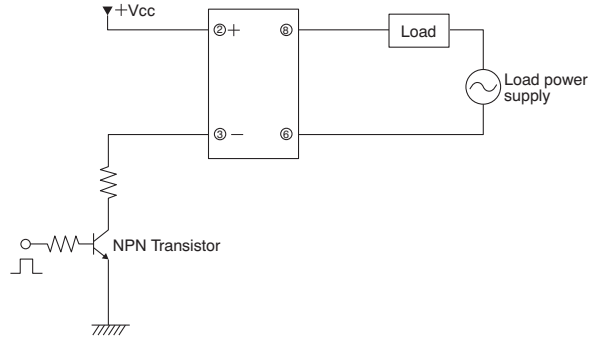 +Vcc
② +
⑧
Load
Load power
supply
③ −
⑥
NPN Transistor